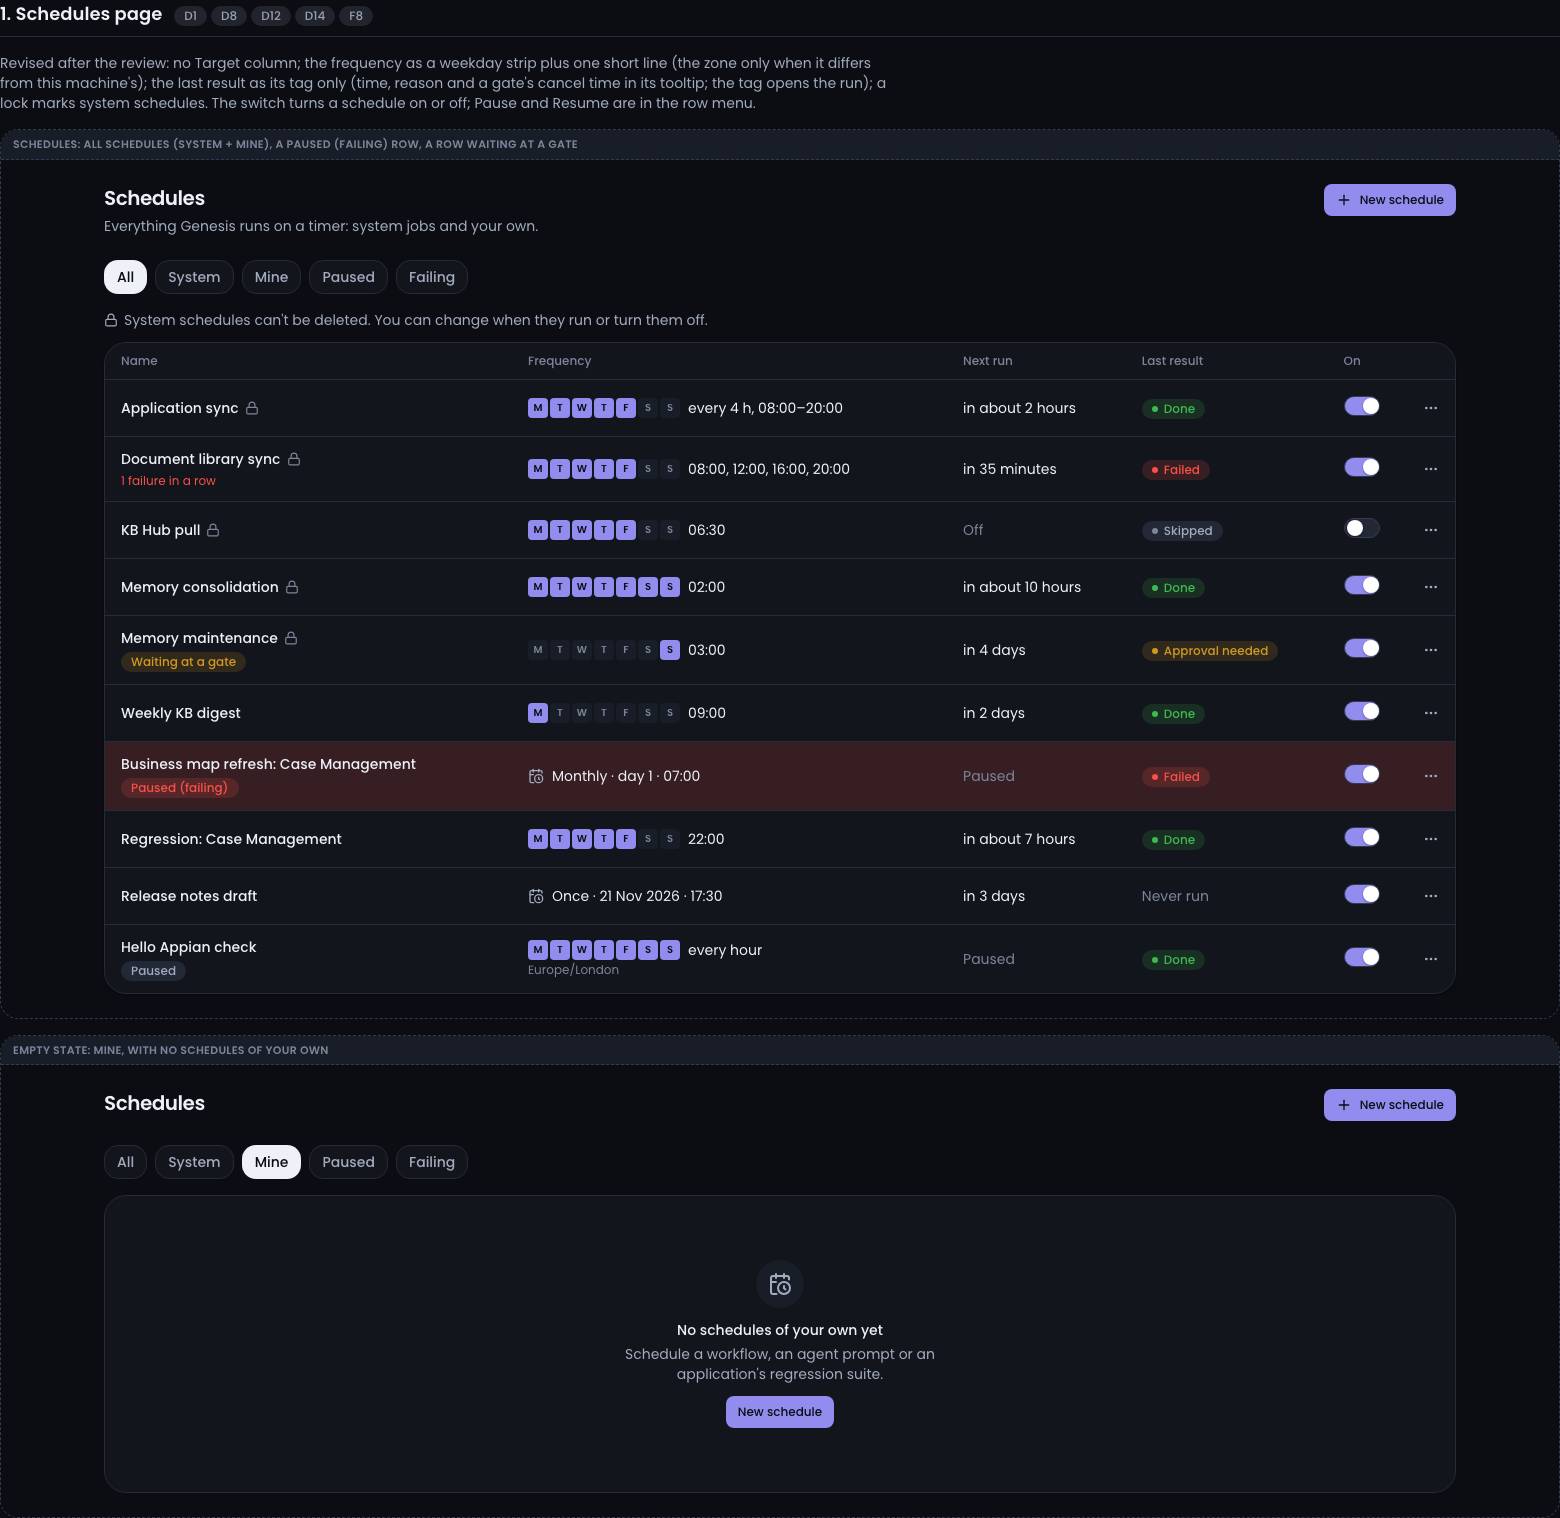 1. Schedules page D1 D8 D12 D14 F8
Revised after the review: no Target column; the frequency as a weekday strip plus one short line (the zone only when it differs
from this machine's); the last result as its tag only (time, reason and a gate's cancel time in its tooltip; the tag opens the run); a
lock marks system schedules. The switch turns a schedule on or off; Pause and Resume are in the row menu.
SCHEDULES: ALL SCHEDULES (SYSTEM + MINE), A PAUSED (FAILING) ROW, A ROW WAITING AT A GATE
Schedules
+ New schedule
Everything Genesis runs on a timer: system jobs and your own.
All System Mine Paused Failing
System schedules can't be deleted. You can change when they run or turn them off.
Name Frequency Next run Last result On
Application sync M T W T F S S every 4 h, 08:00–20:00 in about 2 hours Done ...
Document library sync M T W T F S S 08:00, 12:00, 16:00, 20:00 in 35 minutes Failed ...
1 failure in a row
KB Hub pull M T W T F S S 06:30 Off Skipped ...
Memory consolidation M T W T F S S 02:00 in about 10 hours Done ...
Memory maintenance M T W T F S S 03:00 in 4 days Approval needed ...
Waiting at a gate
Weekly KB digest M T W T F S S 09:00 in 2 days Done ...
Business map refresh: Case Management Monthly · day 1 · 07:00 Paused Failed ...
Paused (failing)
Regression: Case Management M T W T F S S 22:00 in about 7 hours Done ...
Release notes draft Once · 21 Nov 2026 · 17:30 in 3 days Never run ...
Hello Appian check M T W T F S S every hour Paused Done ...
Paused Europe/London
EMPTY STATE: MINE, WITH NO SCHEDULES OF YOUR OWN
Schedules
+ New schedule
All System Mine Paused Failing
No schedules of your own yet
Schedule a workflow, an agent prompt or an
application's regression suite.
New schedule